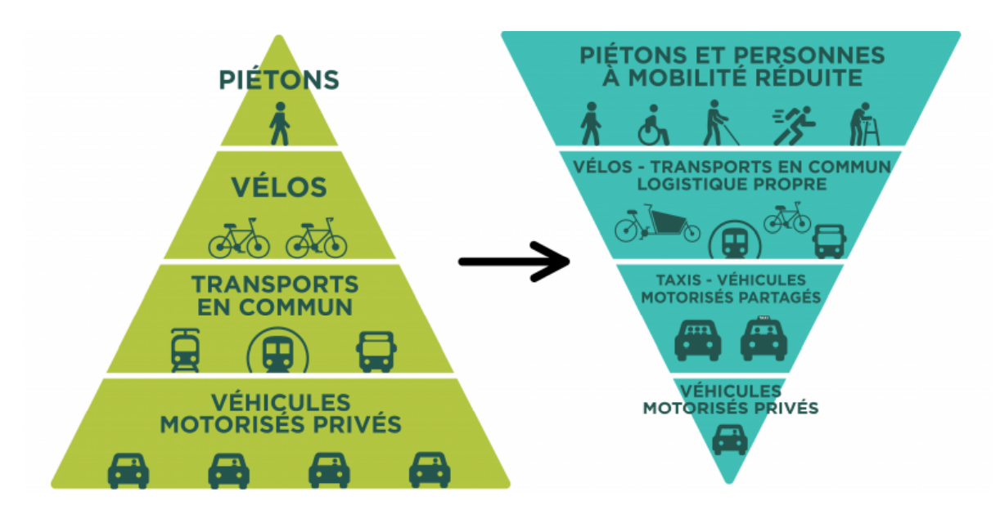 PIÉTONS
VÉLOS
TRANSPORTS
EN COMMUN
VÉHICULES
MOTORISÉS PRIVÉS
PIÉTONS ET PERSONNES
À MOBILITÉ RÉDUITE
VÉLOS - TRANSPORTS EN COMMUN
LOGISTIQUE PROPRE
TAXIS - VÉHICULES
MOTORISÉS PARTAGÉS
TAXI
VÉHICULES
MOTORISÉS PRIVÉS